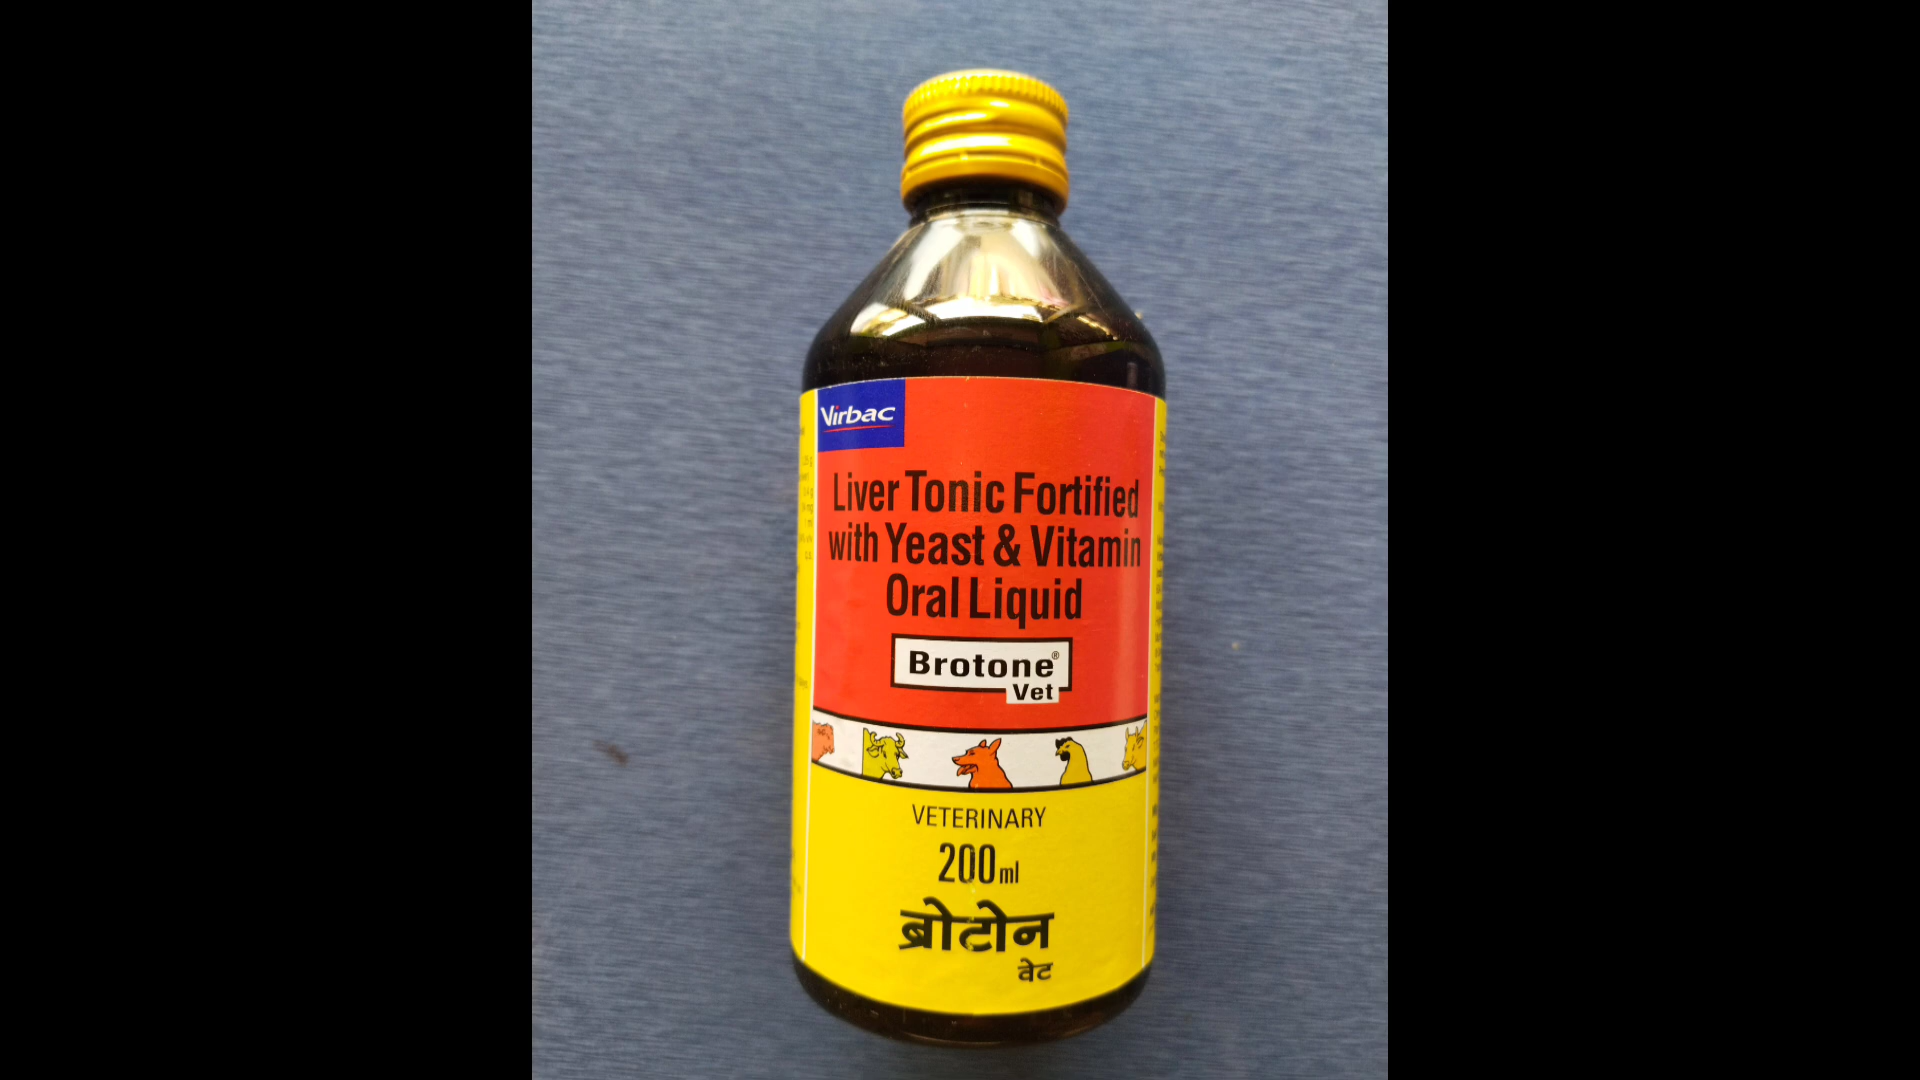 Virbac
Liver Tonic Fortified
with Yeast & Vitamin
Oral Liquid
Brotone®
Vet
VETERINARY
200ml
ब्रोटोन
वेट